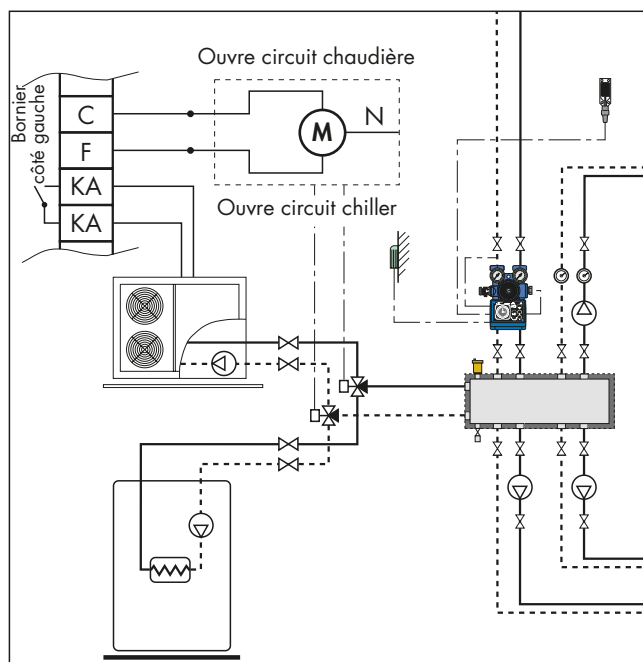 Ouvre circuit chaudière
Bornier
côté gauche
C
F
KA
KA
M
N
Ouvre circuit chiller